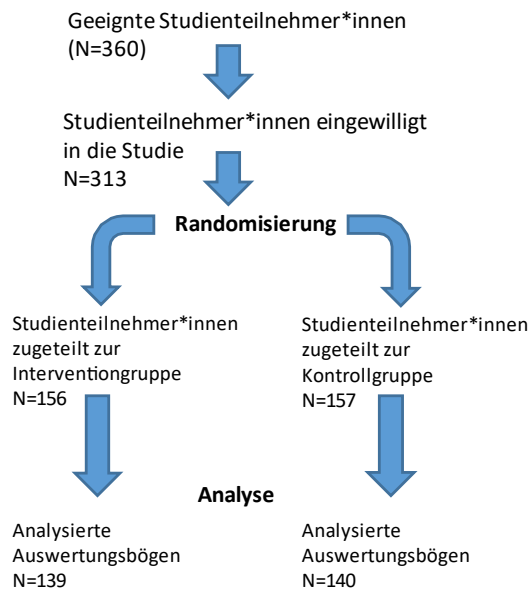 Geeignte Studienteilnehmer*innen
(N=360)
Studienteilnehmer*innen eingewilligt
in die Studie
N=313
Randomisierung
Studienteilnehmer*innen
zugeteilt zur
Interventiongruppe
N=156
Studienteilnehmer*innen
zugeteilt zur
Kontrollgruppe
N=157
Analyse
Analysierte
Auswertungsbögen
N=139
Analysierte
Auswertungsbögen
N=140